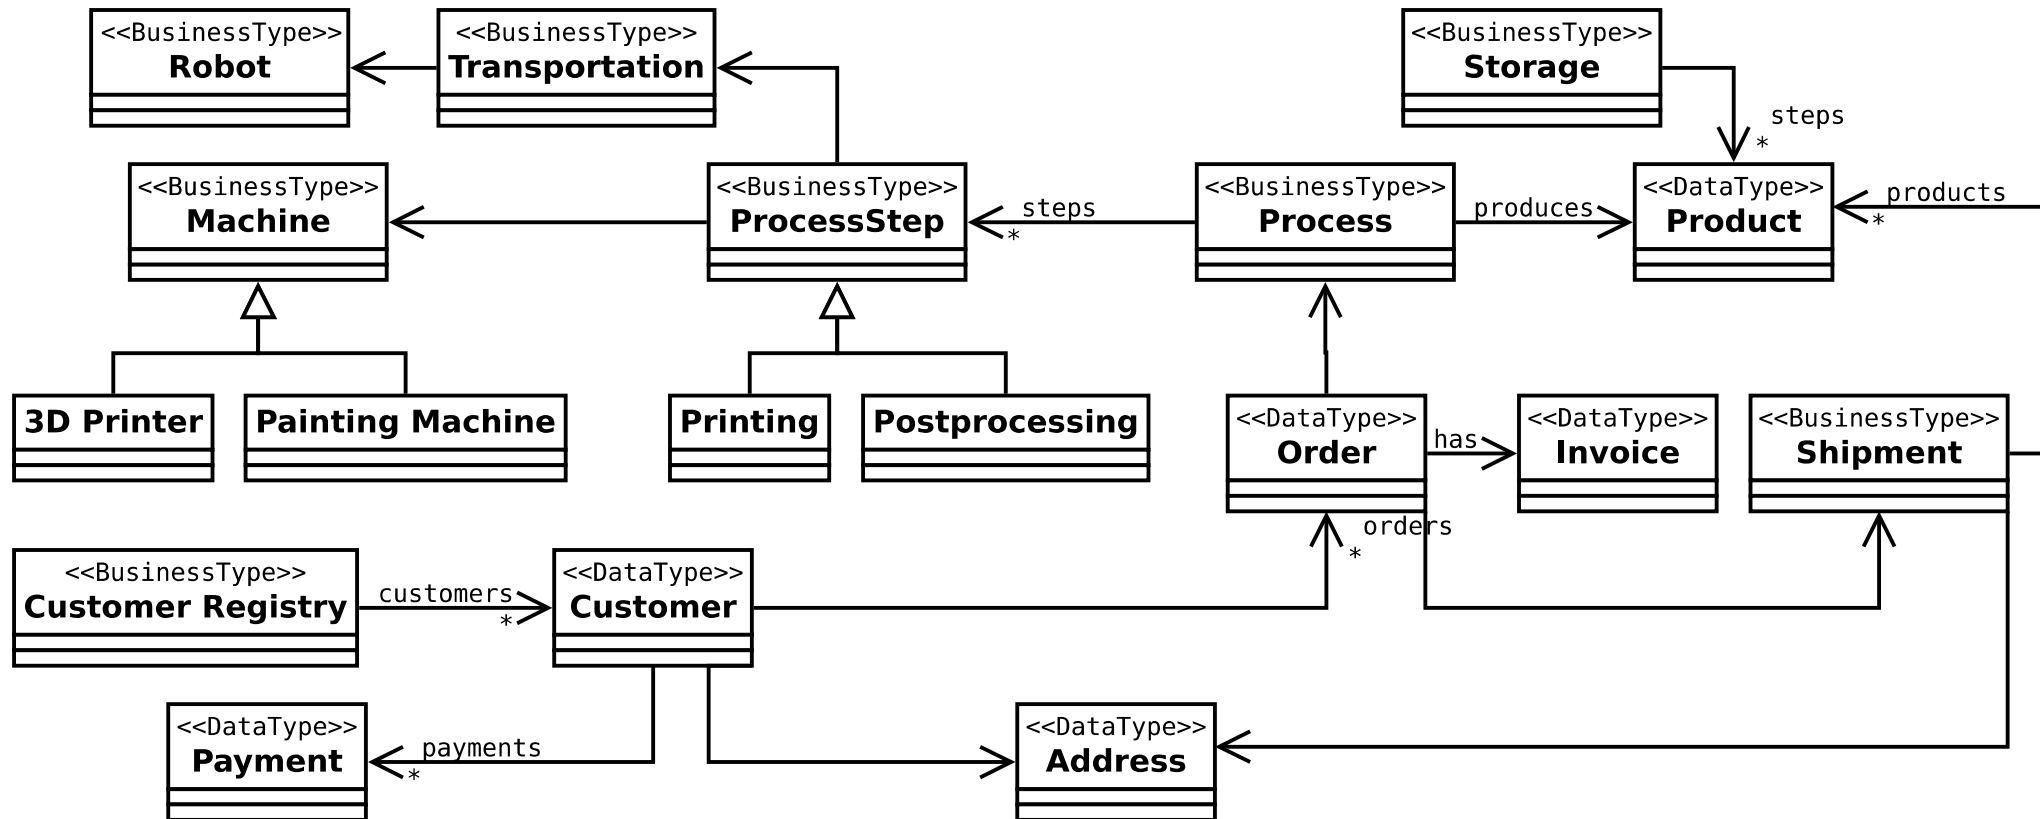 <<BusinessType>>
Robot
<<BusinessType>>
Transportation
<<BusinessType>>
Storage
steps
*
<<BusinessType>>
Machine
<<BusinessType>>
ProcessStep
steps
*
<<BusinessType>>
Process
produces
<<DataType>>
Product
products
*
3D Printer
Painting Machine
Printing
Postprocessing
<<DataType>>
Order
has
<<DataType>>
Invoice
<<BusinessType>>
Shipment
orders
*
<<BusinessType>>
Customer Registry
customers
*
<<DataType>>
Customer
<<DataType>>
Payment
payments
*
<<DataType>>
Address